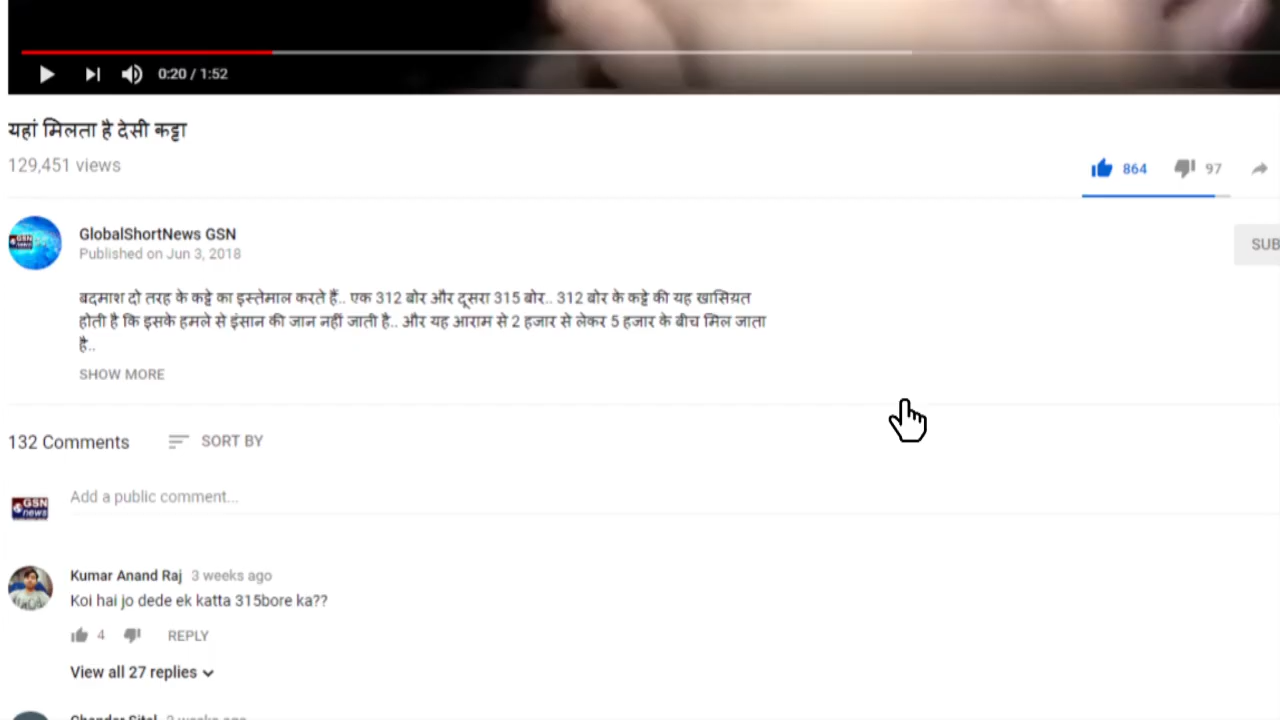 0:20 / 1:52
यहां मिलता है देसी कट्टा
129,451 views
864
97
GlobalShortNews GSN
SUB
Published on Jun 3, 2018
बदमाश दो तरह के कट्टे का इस्तेमाल करते हैं.. एक 312 बोर और दूसरा 315 बोर.. 312 बोर के कट्टे की यह खासियत
होती है कि इसके हमले से इंसान की जान नहीं जाती है.. और यह आराम से 2 हजार से लेकर 5 हजार के बीच मिल जाता
है..
SHOW MORE
132 Comments SORT BY
GSN
news
Add a public comment...
Kumar Anand Raj 3 weeks ago
Koi hai jo dede ek katta 315bore ka??
4 REPLY
View all 27 replies